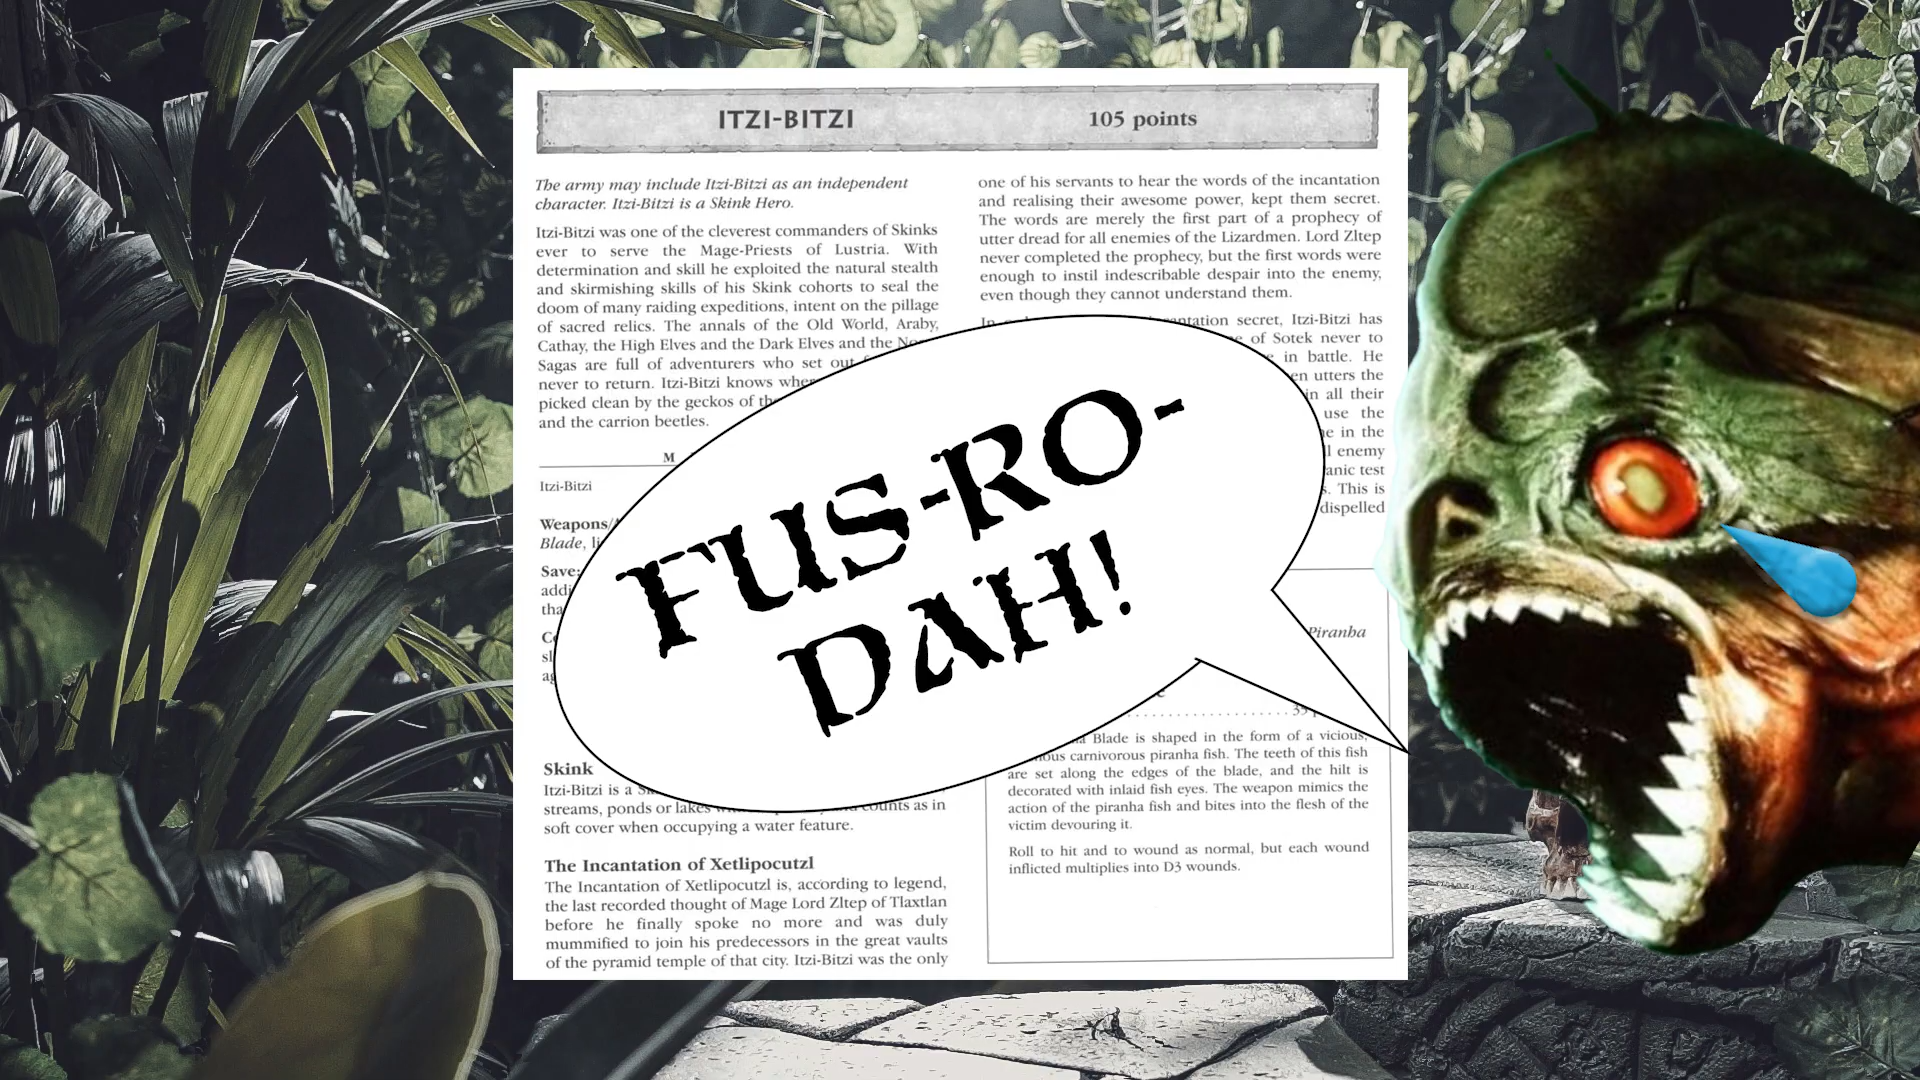 ITZI-BITZI
105 points
The army may include Itzi-Bitzi as an independent
character. Itzi-Bitzi is a Skink Hero.
Itzi-Bitzi was one of the cleverest commanders of Skinks
ever to serve the Mage-Priests of Lustria. With
determination and skill he exploited the natural stealth
and skirmishing skills of his Skink cohorts to seal the
doom of many raiding expeditions, intent on the pillage
of sacred relics. The annals of the Old World, Araby,
Cathay, the High Elves and the Dark Elves and the
Sagas are full of adventurers who set out
never to return. Itzi-Bitzi knows
picked clean by the geckos of
and the carrion beetles.
M
Itzi-Bitzi
Weapons/
Blade,
Save:
Skink
Itzi-Bitzi is a
streams, ponds or lakes counts as in
soft cover when occupying a water feature.
The Incantation of Xetlipocutzl
The Incantation of Xetlipocutzl is, according to legend,
the last recorded thought of Mage Lord Zltep of Tlaxtlan
before he finally spoke no more and was duly
mummified to join his predecessors in the great vaults
of the pyramid temple of that city. Itzi-Bitzi was the only
one of his servants to hear the words of the incantation
and realising their awesome power, kept them secret.
The words are merely the first part of a prophecy of
utter dread for all enemies of the Lizardmen. Lord Zltep
never completed the prophecy, but the first words were
enough to instil indescribable despair into the enemy,
even though they cannot understand them.
secret, Itzi-Bitzi has
of Sotek never to
in battle. He
utters the
in all their
use the
in the
enemy
test
This is
dispelled
Piranha
Blade is shaped in the form of a vicious,
carnivorous piranha fish. The teeth of this fish
are set along the edges of the blade, and the hilt is
decorated with inlaid fish eyes. The weapon mimics the
action of the piranha fish and bites into the flesh of the
victim devouring it.
Roll to hit and to wound as normal, but each wound
inflicted multiplies into D3 wounds.
FUS-RO-
DAH!